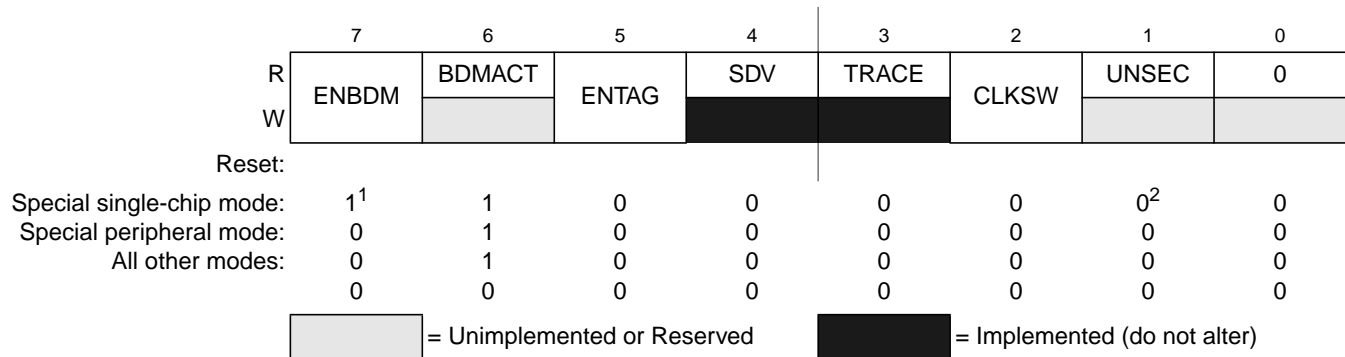 7 6 5 4 3 2 1 0
R ENBDM BDMACT ENTAG SDV TRACE CLKSW UNSEC 0
W
Reset:
Special single-chip mode: 1¹ 1 0 0 0 0 0² 0
Special peripheral mode: 0 1 0 0 0 0 0 0
All other modes: 0 1 0 0 0 0 0 0
0 0 0 0 0 0 0 0
= Unimplemented or Reserved = Implemented (do not alter)